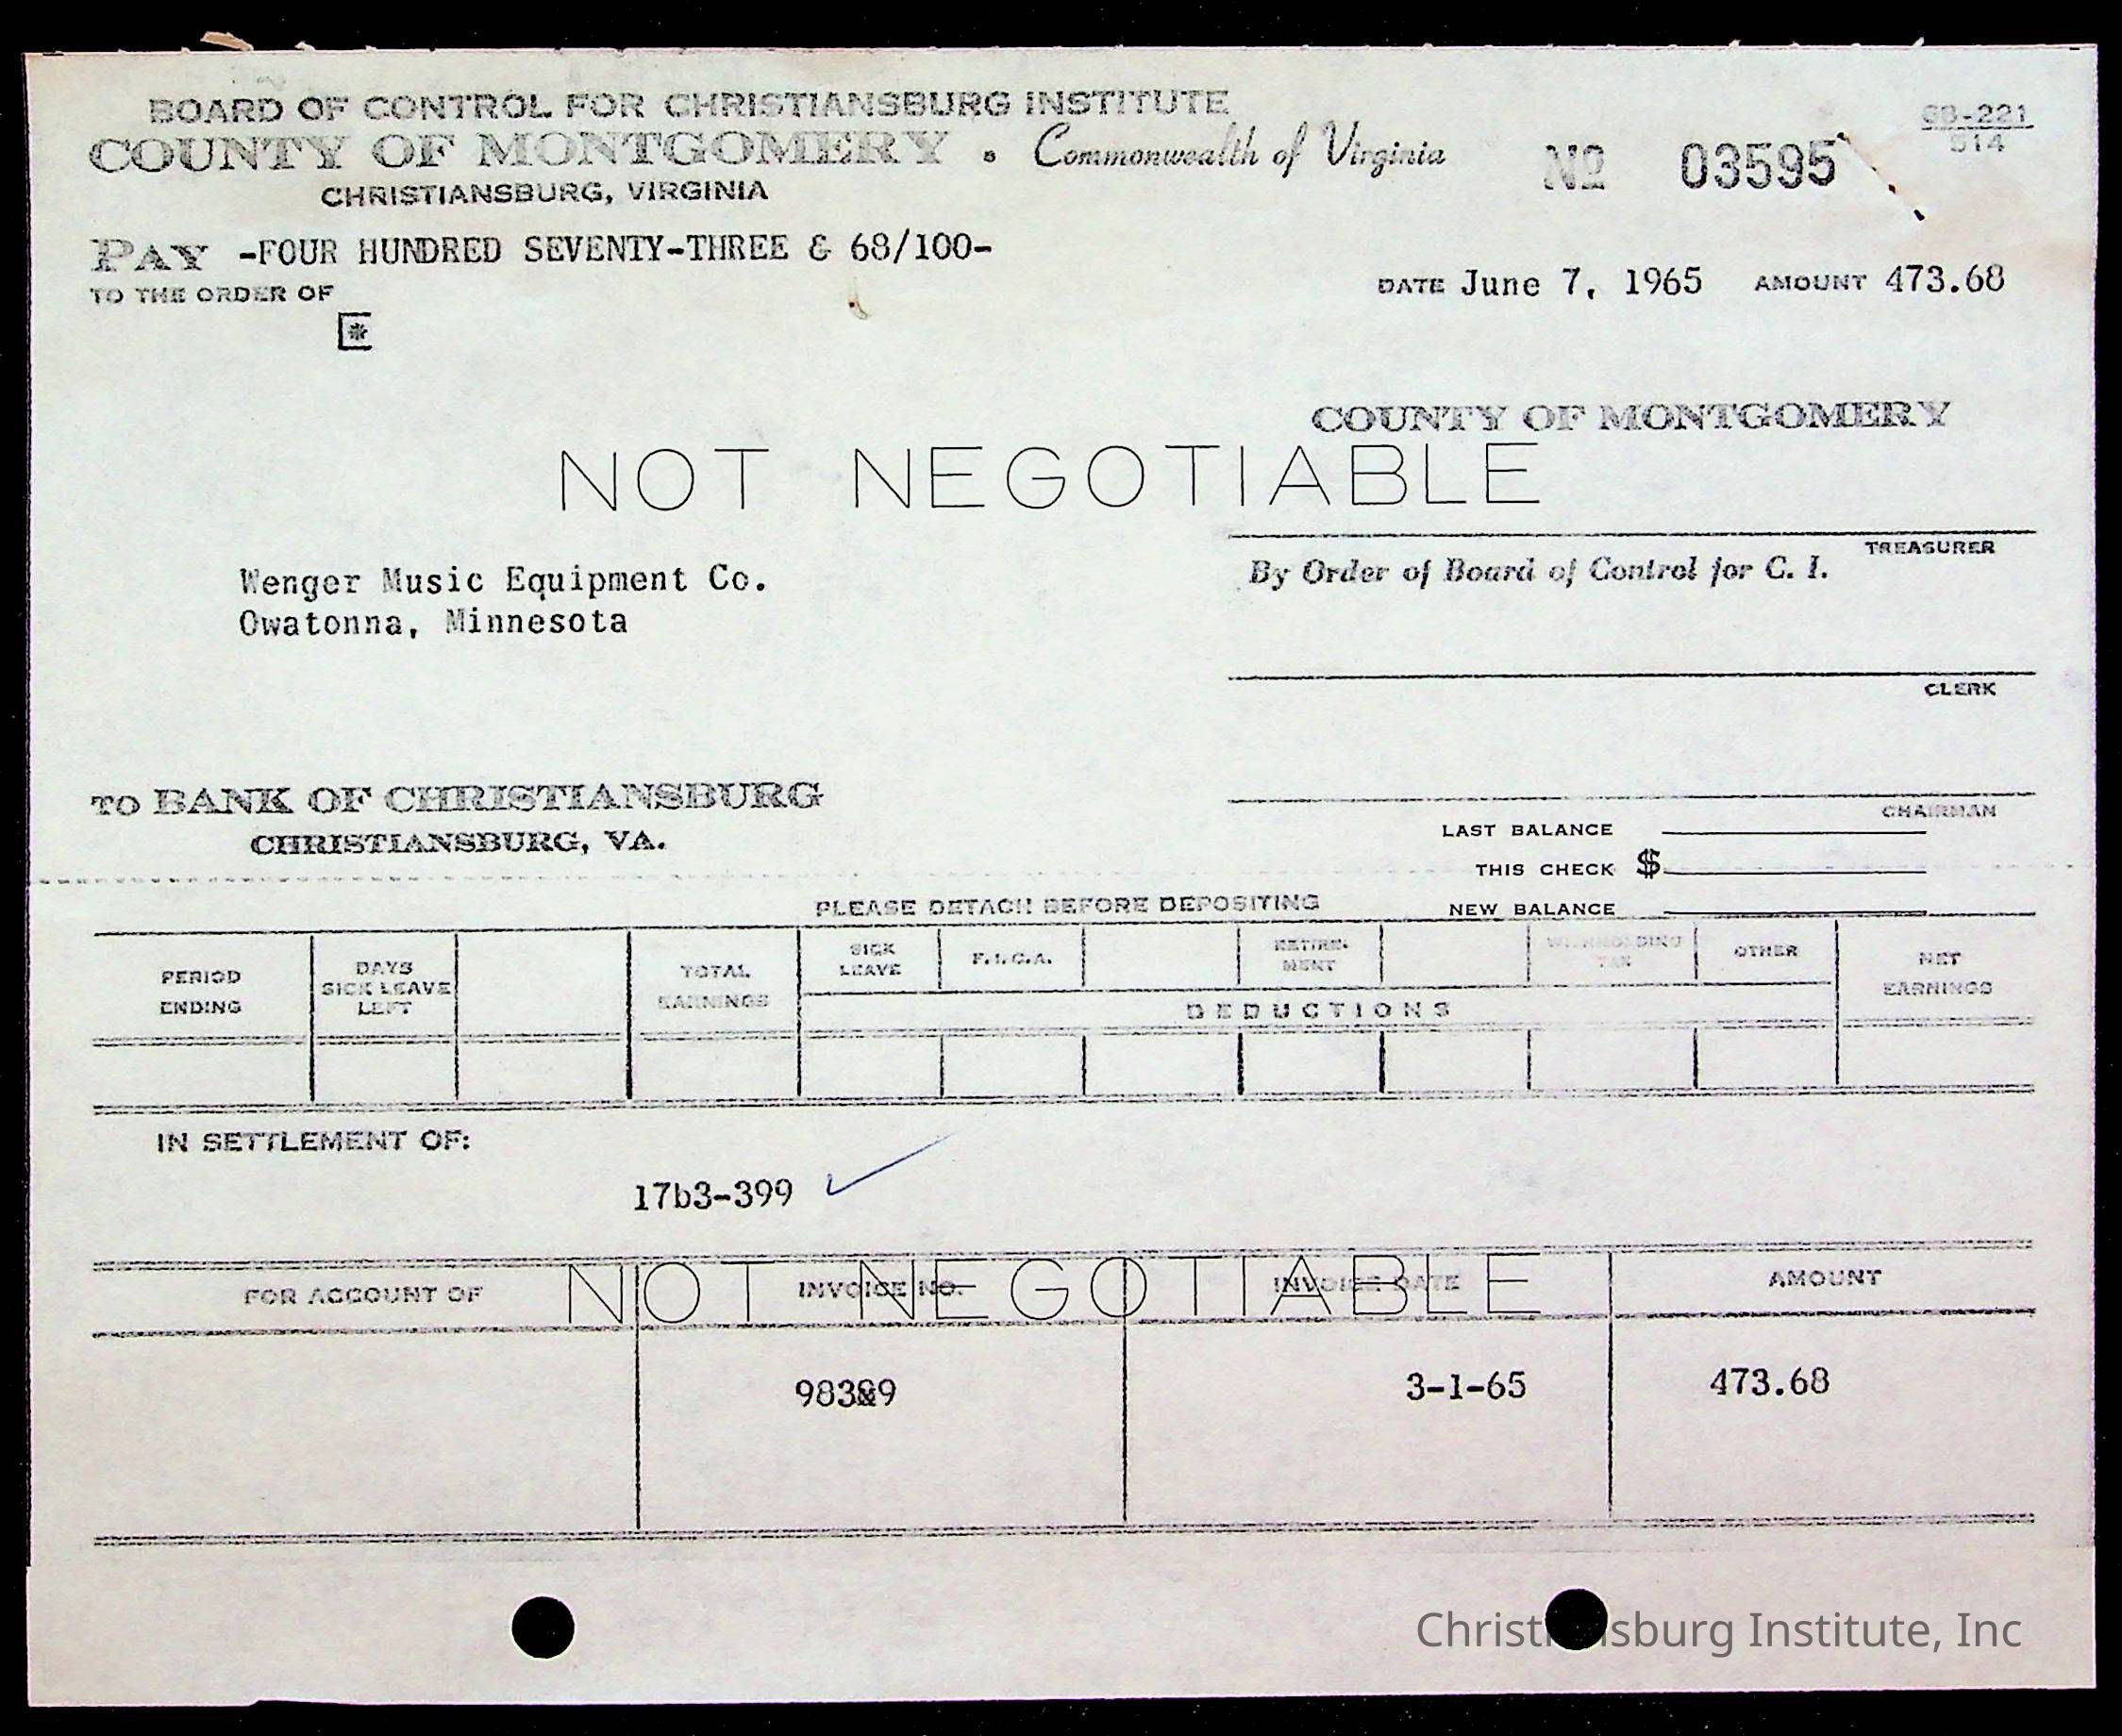 BOARD OF CONTROL FOR CHRISTIANSBURG INSTITUTE
COUNTY OF MONTGOMERY . Commonwealth of Virginia
CHRISTIANSBURG, VIRGINIA
No 03595
68-221
514
PAY -FOUR HUNDRED SEVENTY-THREE & 68/100-
TO THE ORDER OF
DATE June 7, 1965 AMOUNT 473.68
*
COUNTY OF MONTGOMERY
NOT NEGOTIABLE
TREASURER
By Order of Board of Control for C. I.
Wenger Music Equipment Co.
Owatonna, Minnesota
CLERK
TO BANK OF CHRISTIANSBURG
CHRISTIANSBURG, VA.
CHAIRMAN
LAST BALANCE
THIS CHECK $
NEW BALANCE
PLEASE DETACH BEFORE DEPOSITING
PERIOD ENDING
DAYS SICK LEAVE LEFT
TOTAL EARNINGS
SICK LEAVE
F.I.C.A.
RETIREMENT
WITHHOLDING TAX
OTHER
NET EARNINGS
DEDUCTIONS
IN SETTLEMENT OF:
17b3-399
NOT NEGOTIABLE
FOR ACCOUNT OF INVOICE NO. INVOICE DATE AMOUNT
3-1-65 473.68
Christiansburg Institute, Inc